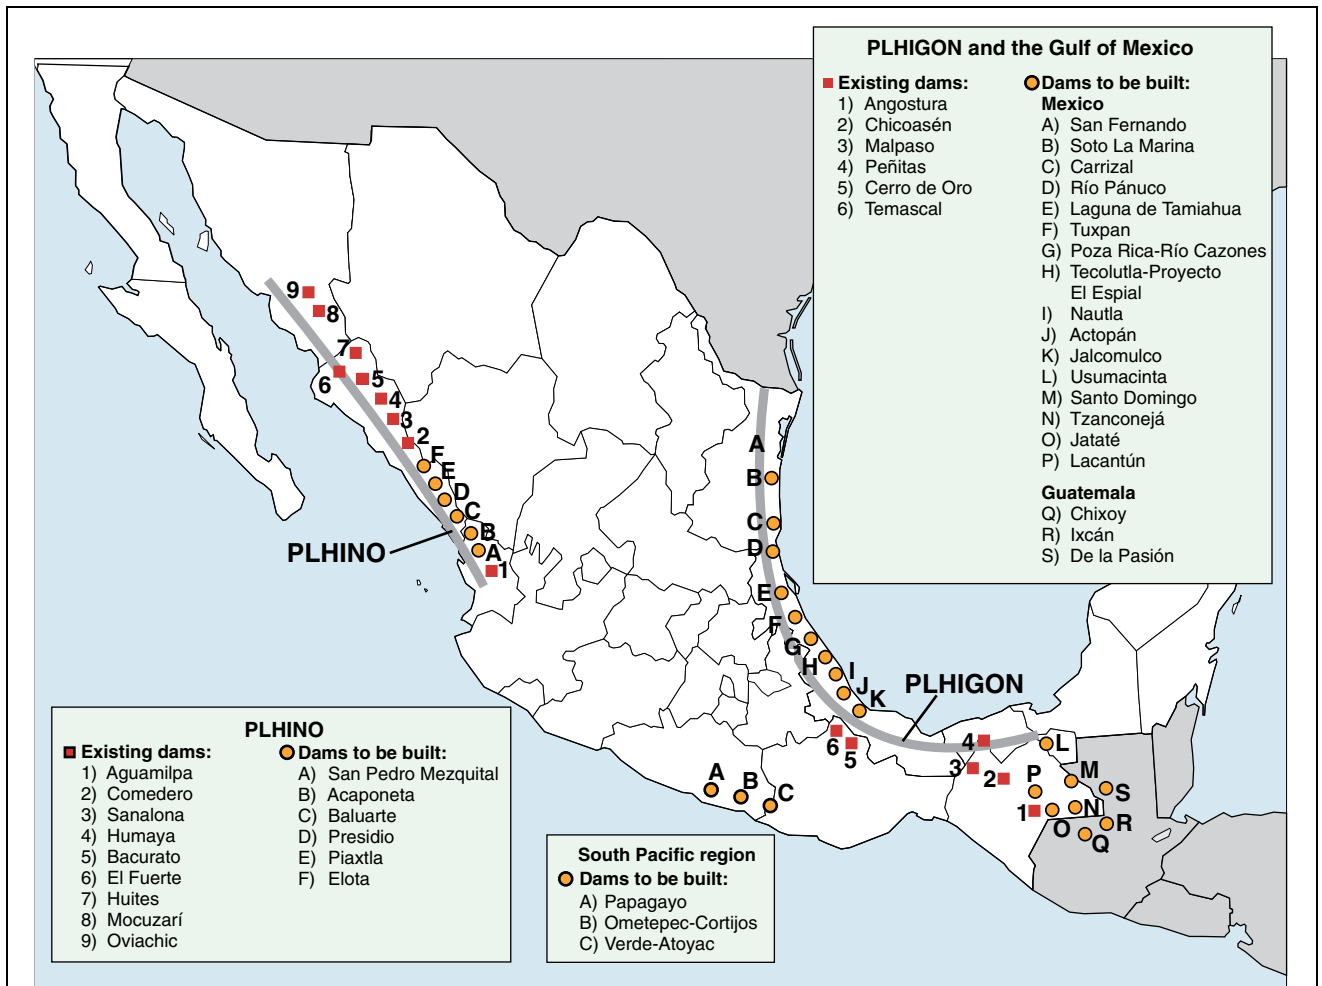 PLHIGON and the Gulf of Mexico
Existing dams:
1) Angostura
2) Chicoasén
3) Malpaso
4) Peñitas
5) Cerro de Oro
6) Temascal
Dams to be built:
Mexico
A) San Fernando
B) Soto La Marina
C) Carrizal
D) Río Pánuco
E) Laguna de Tamiahua
F) Tuxpan
G) Poza Rica-Río Cazones
H) Tecolutla-Proyecto
El Espial
I) Nautla
J) Actopán
K) Jalcomulco
L) Usumacinta
M) Santo Domingo
N) Tzanconejá
O) Jataté
P) Lacantún
Guatemala
Q) Chixoy
R) Ixcán
S) De la Pasión
9
8
7
6
5
4
3
2
F
E
D
C
B
A
1
PLHINO
A
B
C
D
E
F
G
H
I
J
K
PLHIGON
6
5
4
3
2
1
L
M
S
P
N
O
R
Q
A
B
C
PLHINO
Existing dams:
1) Aguamilpa
2) Comedero
3) Sanalona
4) Humaya
5) Bacurato
6) El Fuerte
7) Huites
8) Mocuzarí
9) Oviachic
Dams to be built:
A) San Pedro Mezquital
B) Acaponeta
C) Baluarte
D) Presidio
E) Piaxtla
F) Elota
South Pacific region
Dams to be built:
A) Papagayo
B) Ometepec-Cortijos
C) Verde-Atoyac